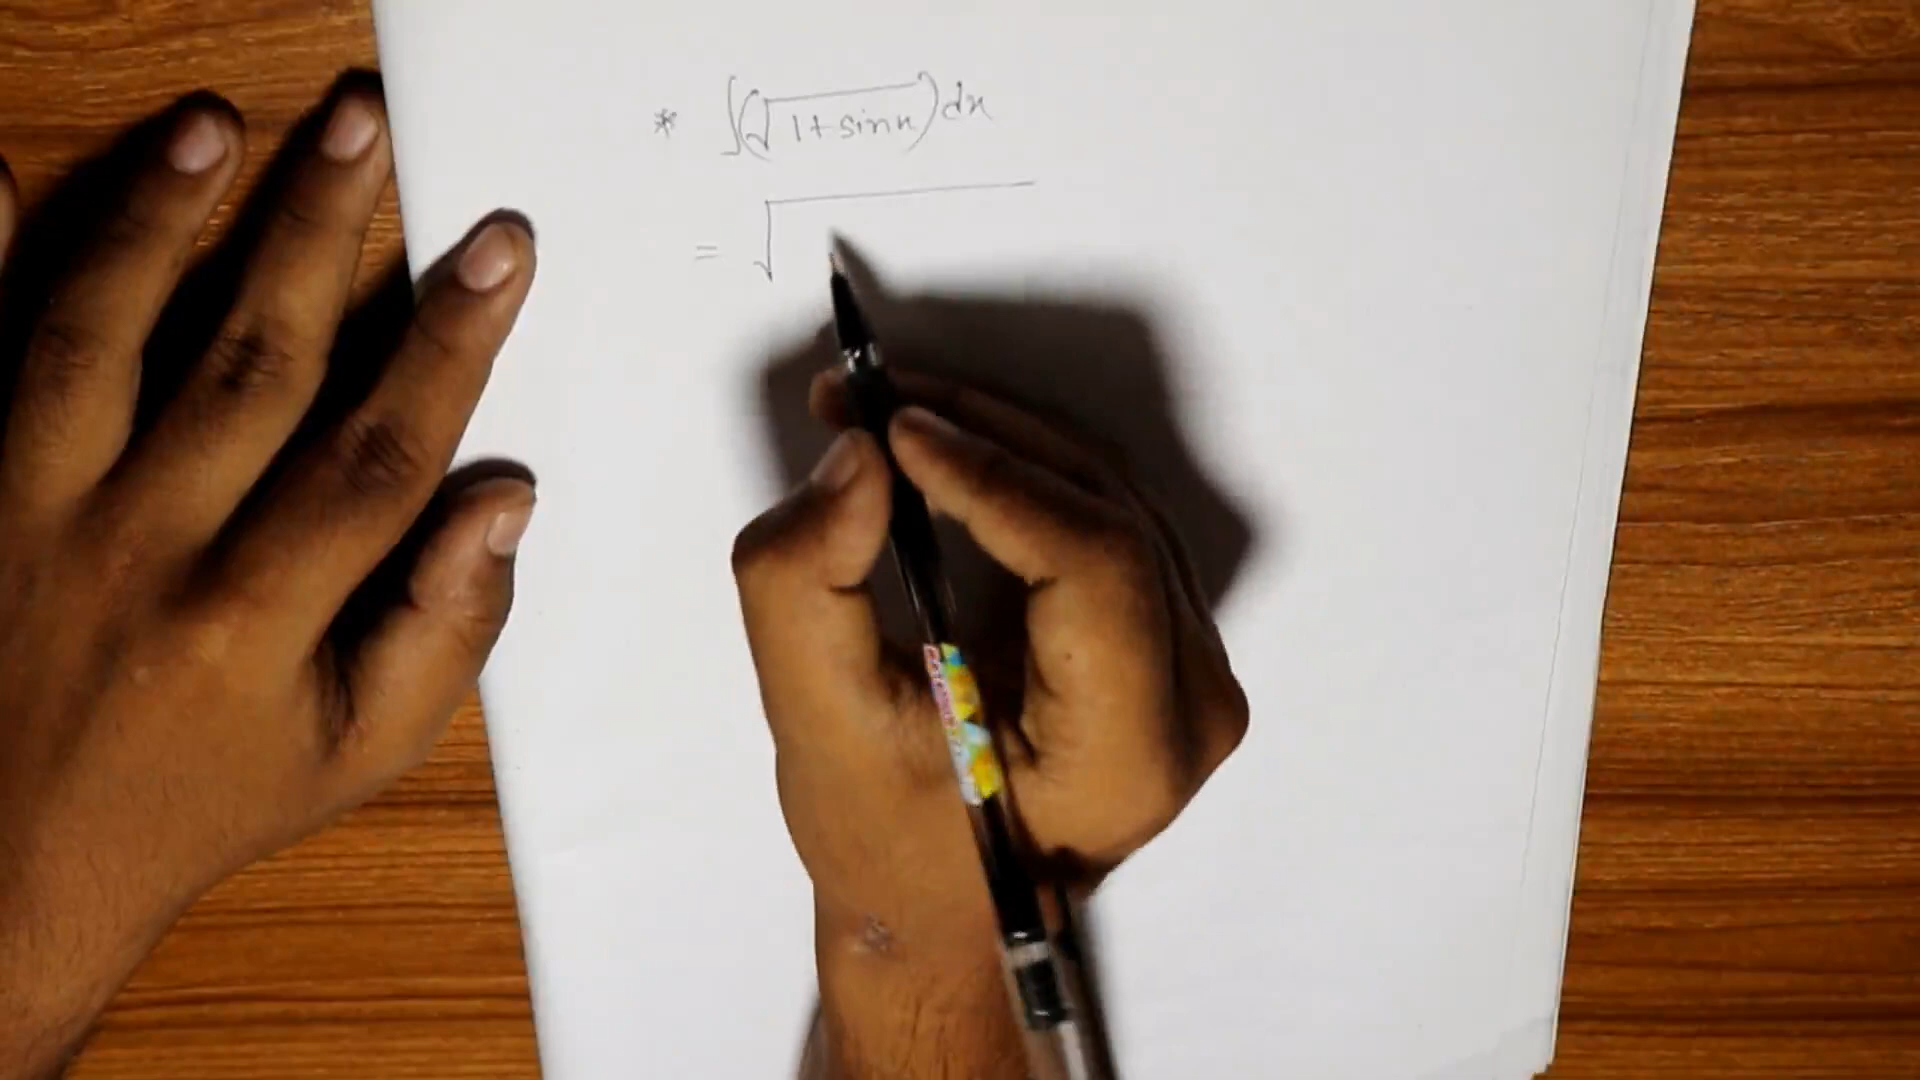 * ∫(√1+sinx)dx
= √